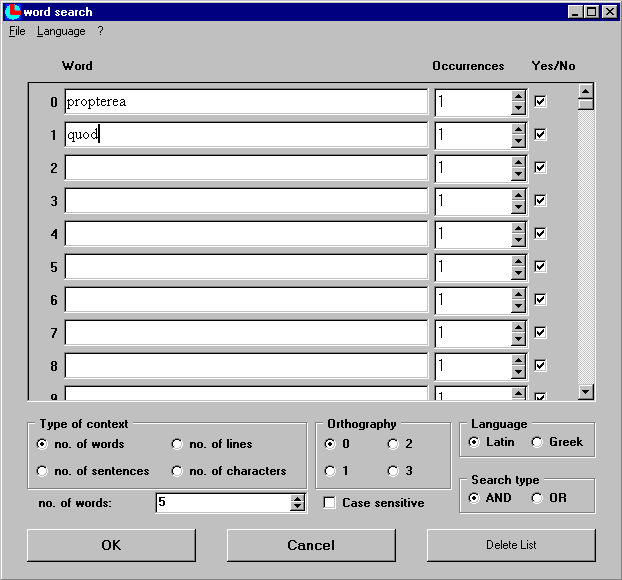 word search
File Language ?
Word Occurrences Yes/No
0 propterea 1
1 quod 1
2 1
3 1
4 1
5 1
6 1
7 1
8 1
9
Type of context Orthography Language
no. of words no. of lines 0 2 Latin Greek
no. of sentences no. of characters 1 3 Search type
no. of words: 5 Case sensitive AND OR
OK Cancel Delete List